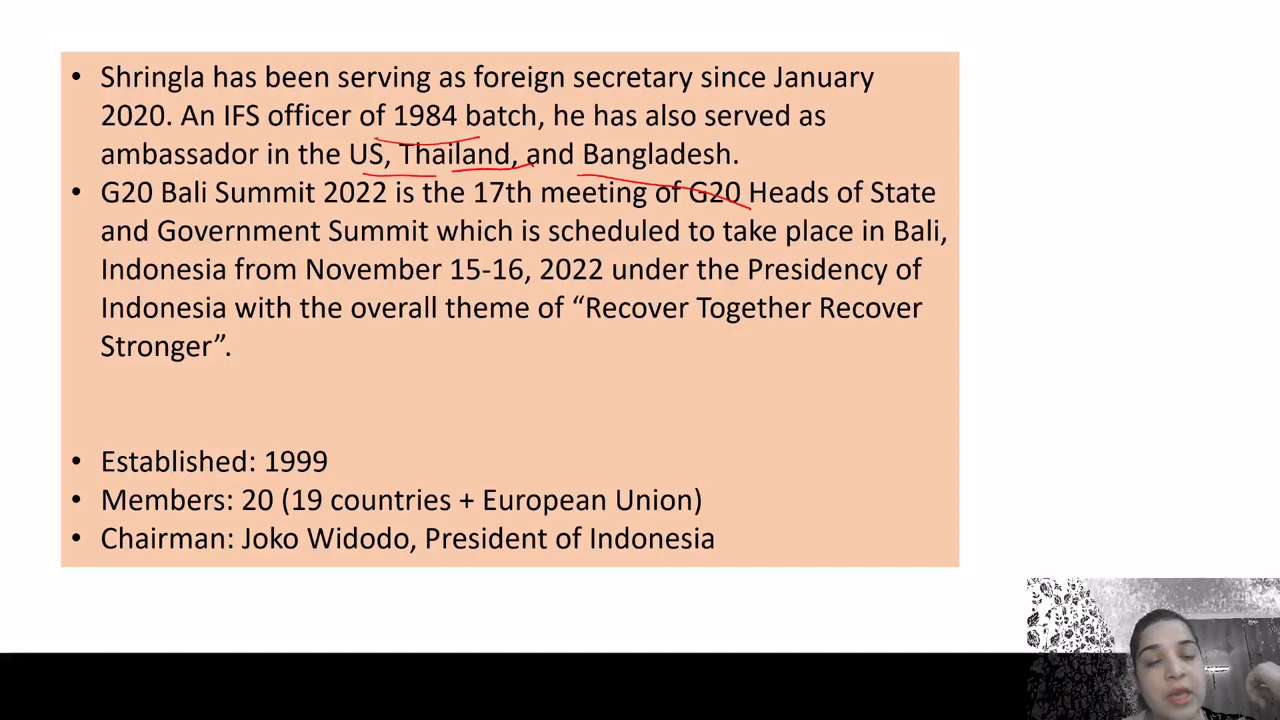 • Shringla has been serving as foreign secretary since January
2020. An IFS officer of 1984 batch, he has also served as
ambassador in the US, Thailand, and Bangladesh.
• G20 Bali Summit 2022 is the 17th meeting of G20 Heads of State
and Government Summit which is scheduled to take place in Bali,
Indonesia from November 15-16, 2022 under the Presidency of
Indonesia with the overall theme of “Recover Together Recover
Stronger”.
• Established: 1999
• Members: 20 (19 countries + European Union)
• Chairman: Joko Widodo, President of Indonesia